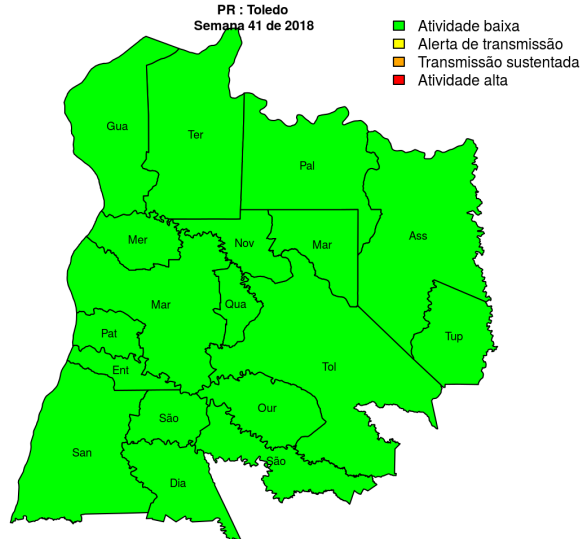 PR : Toledo
Semana 41 de 2018
Atividade baixa
Alerta de transmissão
Transmissão sustentada
Atividade alta
Gua
Ter
Pal
Mer
Nov
Mar
Ass
Mar
Qua
Pat
Tup
Ent
Tol
São
Our
San
São
Dia